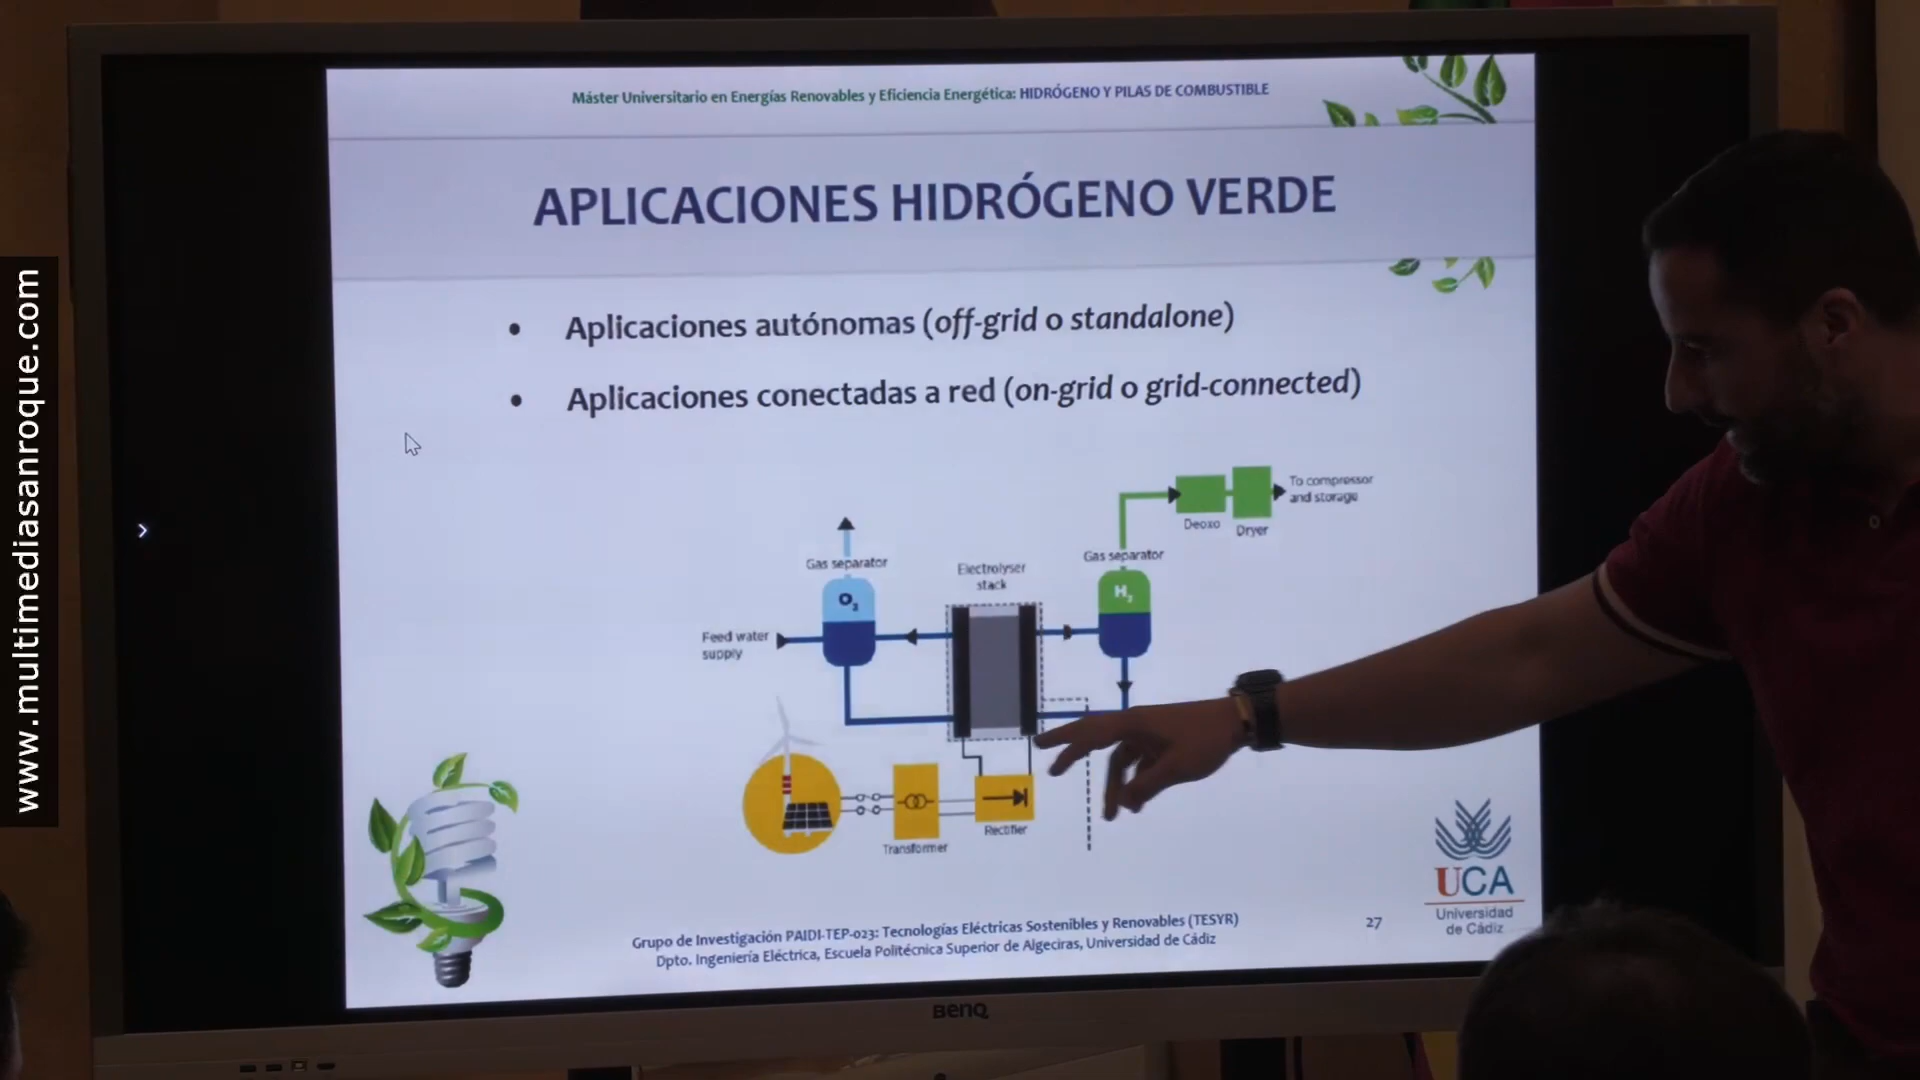 www.multimediasanroque.com
Máster Universitario en Energías Renovables y Eficiencia Energética: HIDRÓGENO Y PILAS DE COMBUSTIBLE
APLICACIONES HIDRÓGENO VERDE
• Aplicaciones autónomas (off-grid o standalone)
• Aplicaciones conectadas a red (on-grid o grid-connected)
To compressor
and storage
Deoxo
Dryer
Gas separator
Gas separator
Electrolyser
stack
O2
H2
Feed water
supply
Rectifier
Transformer
UCA
Universidad
de Cádiz
Grupo de Investigación PAIDI-TEP-023: Tecnologías Eléctricas Sostenibles y Renovables (TESYR)
Dpto. Ingeniería Eléctrica, Escuela Politécnica Superior de Algeciras, Universidad de Cádiz
27
BenQ